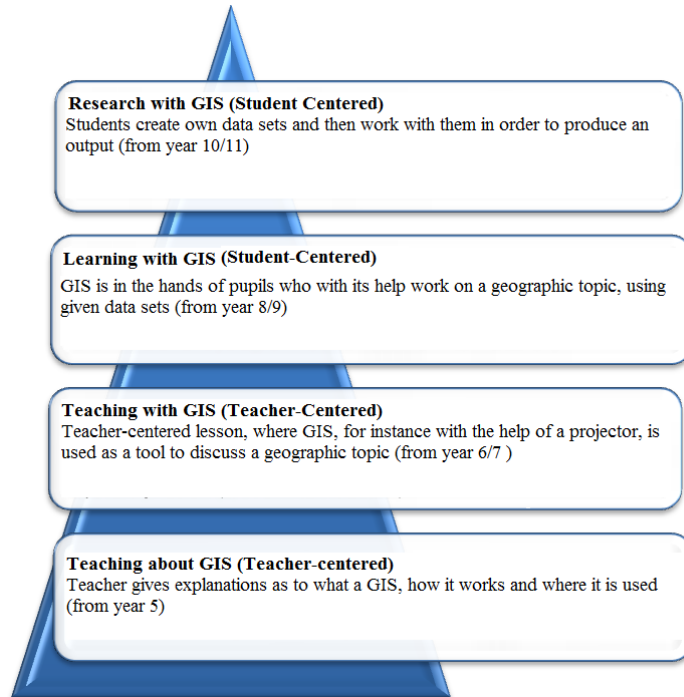 Research with GIS (Student Centered)
Students create own data sets and then work with them in order to produce an
output (from year 10/11)
Learning with GIS (Student-Centered)
GIS is in the hands of pupils who with its help work on a geographic topic, using
given data sets (from year 8/9)
Teaching with GIS (Teacher-Centered)
Teacher-centered lesson, where GIS, for instance with the help of a projector, is
used as a tool to discuss a geographic topic (from year 6/7 )
Teaching about GIS (Teacher-centered)
Teacher gives explanations as to what a GIS, how it works and where it is used
(from year 5)